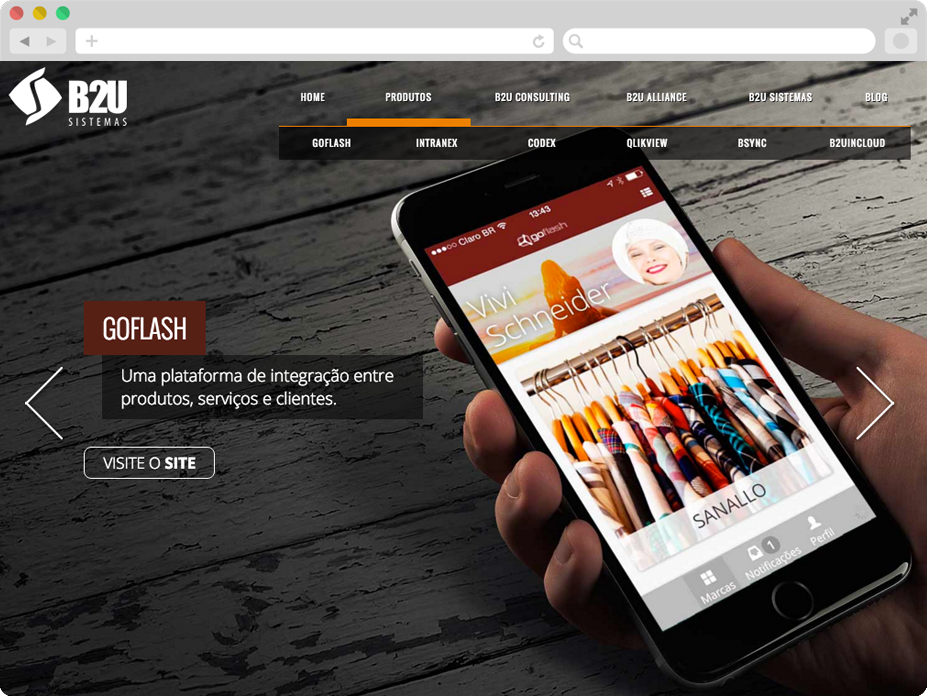 B2U
SISTEMAS
HOME PRODUTOS B2U CONSULTING B2U ALLIANCE B2U SISTEMAS BLOG
GOFLASH INTRANEX CODEX QLIKVIEW BSYNC B2UINCLOUD
GOFLASH
Uma plataforma de integração entre
produtos, serviços e clientes.
VISITE O SITE
Claro BR 13:43
goflash
Vivi
Schneider
SANALLO
Marcas Notificações 1 Perfil